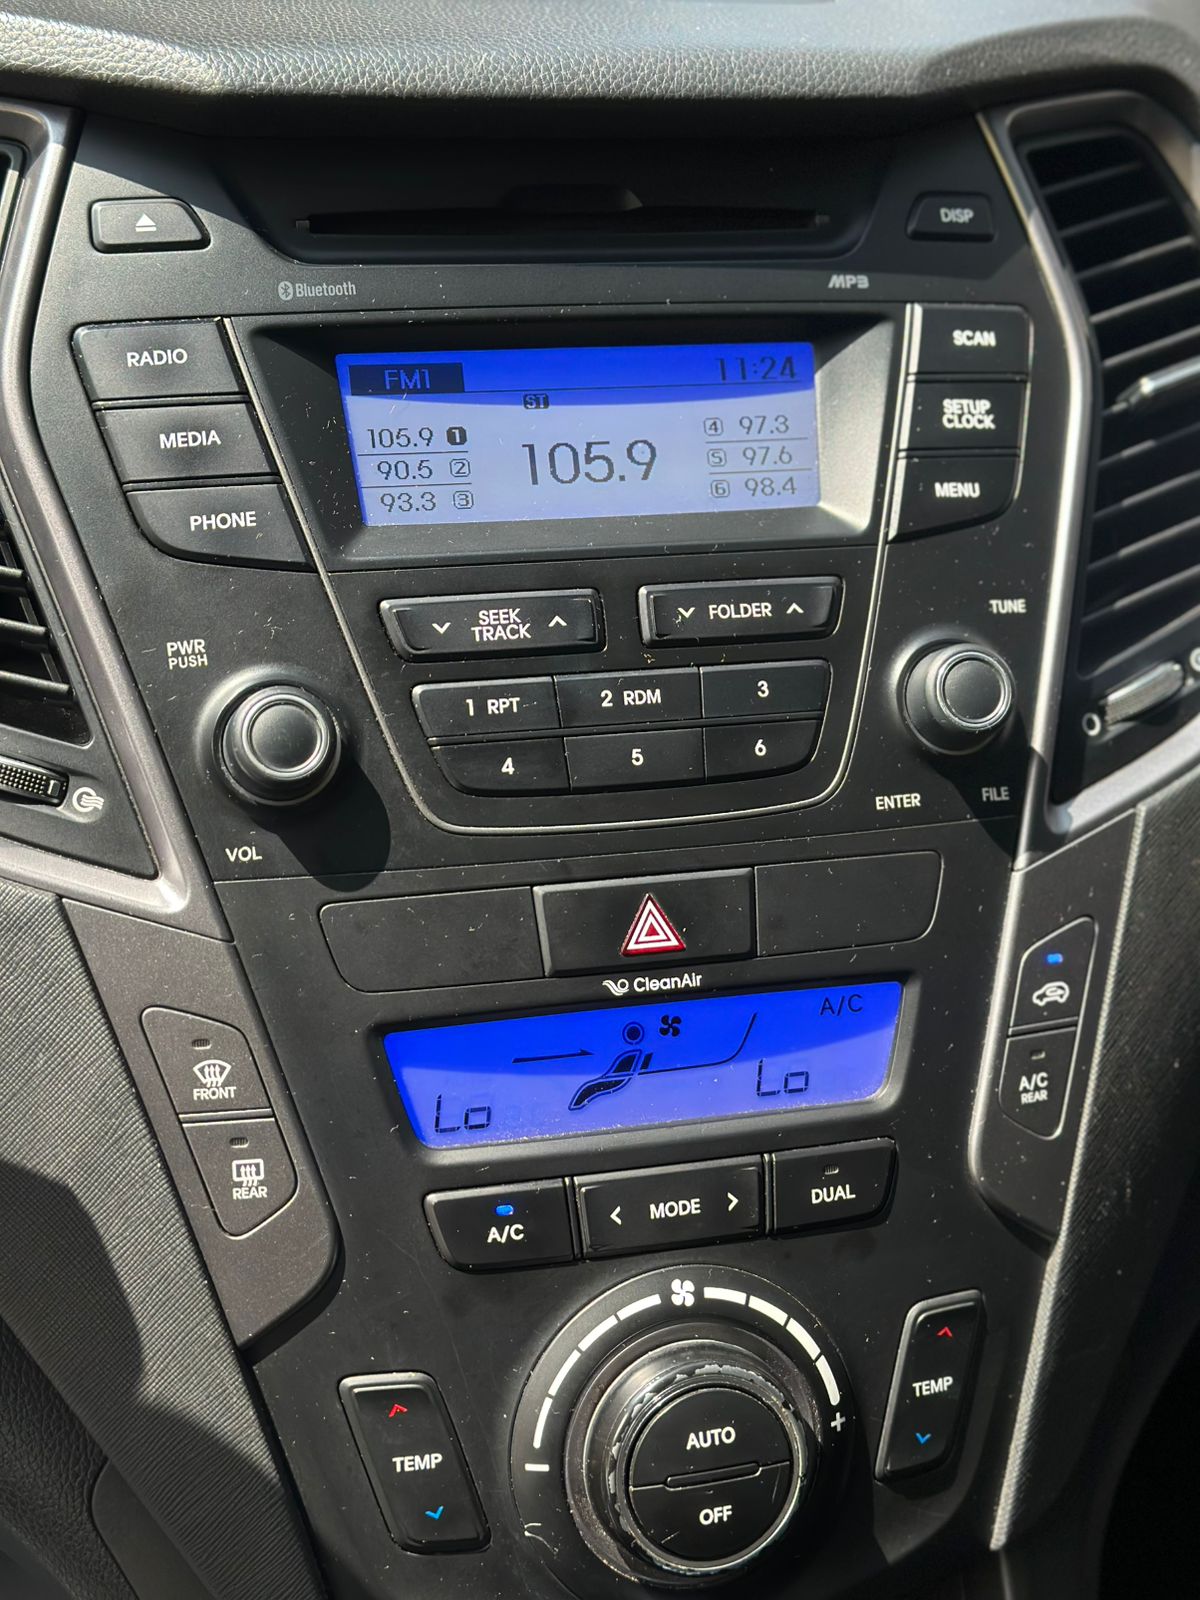 DISP
Bluetooth
MP3
RADIO
MEDIA
PHONE
FM1 11:24
ST
105.9 1
90.5 2
93.3 3
105.9
4 97.3
5 97.6
6 98.4
SCAN
SETUP
CLOCK
MENU
SEEK
TRACK
FOLDER
TUNE
PWR
PUSH
1 RPT
2 RDM
3
4
5
6
VOL
ENTER
FILE
CleanAir
A/C
Lo
Lo
FRONT
REAR
A/C
REAR
A/C
< MODE >
DUAL
TEMP
AUTO
OFF
- +
TEMP